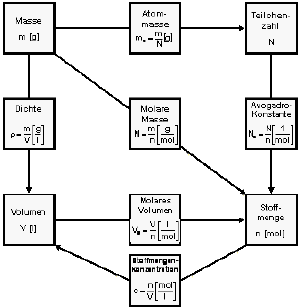 Masse
m [g]
Atom-
masse
mₐ = m/N [g]
Teilchen-
zahl
N
Dichte
ρ = m/V [g/l]
Molare
Masse
M = m/n [g/mol]
Avogadro-
Konstante
Nₐ = N/n [1/mol]
Volumen
V [l]
Molares
Volumen
Vₘ = V/n [l/mol]
Stoff-
menge
n [mol]
Stoffmengen-
konzentration
c = n/V [mol/l]